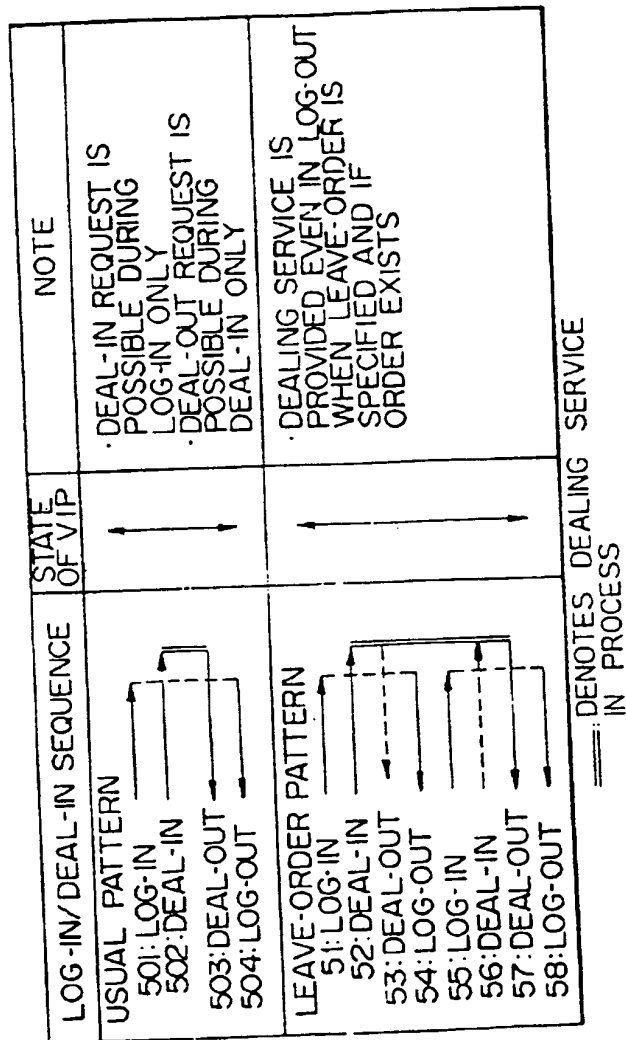 LOG-IN/DEAL-IN SEQUENCE
STATE
OF VIP
NOTE
USUAL PATTERN
501: LOG-IN
502: DEAL-IN
503: DEAL-OUT
504: LOG-OUT
· DEAL-IN REQUEST IS
POSSIBLE DURING
LOG-IN ONLY
· DEAL-OUT REQUEST IS
POSSIBLE DURING
DEAL-IN ONLY
LEAVE-ORDER PATTERN
51: LOG-IN
52: DEAL-IN
53: DEAL-OUT
54: LOG-OUT
55: LOG-IN
56: DEAL-IN
57: DEAL-OUT
58: LOG-OUT
· DEALING SERVICE IS
PROVIDED EVEN IN LOG-OUT
WHEN LEAVE-ORDER IS
SPECIFIED AND IF
ORDER EXISTS
: DENOTES DEALING SERVICE
IN PROCESS